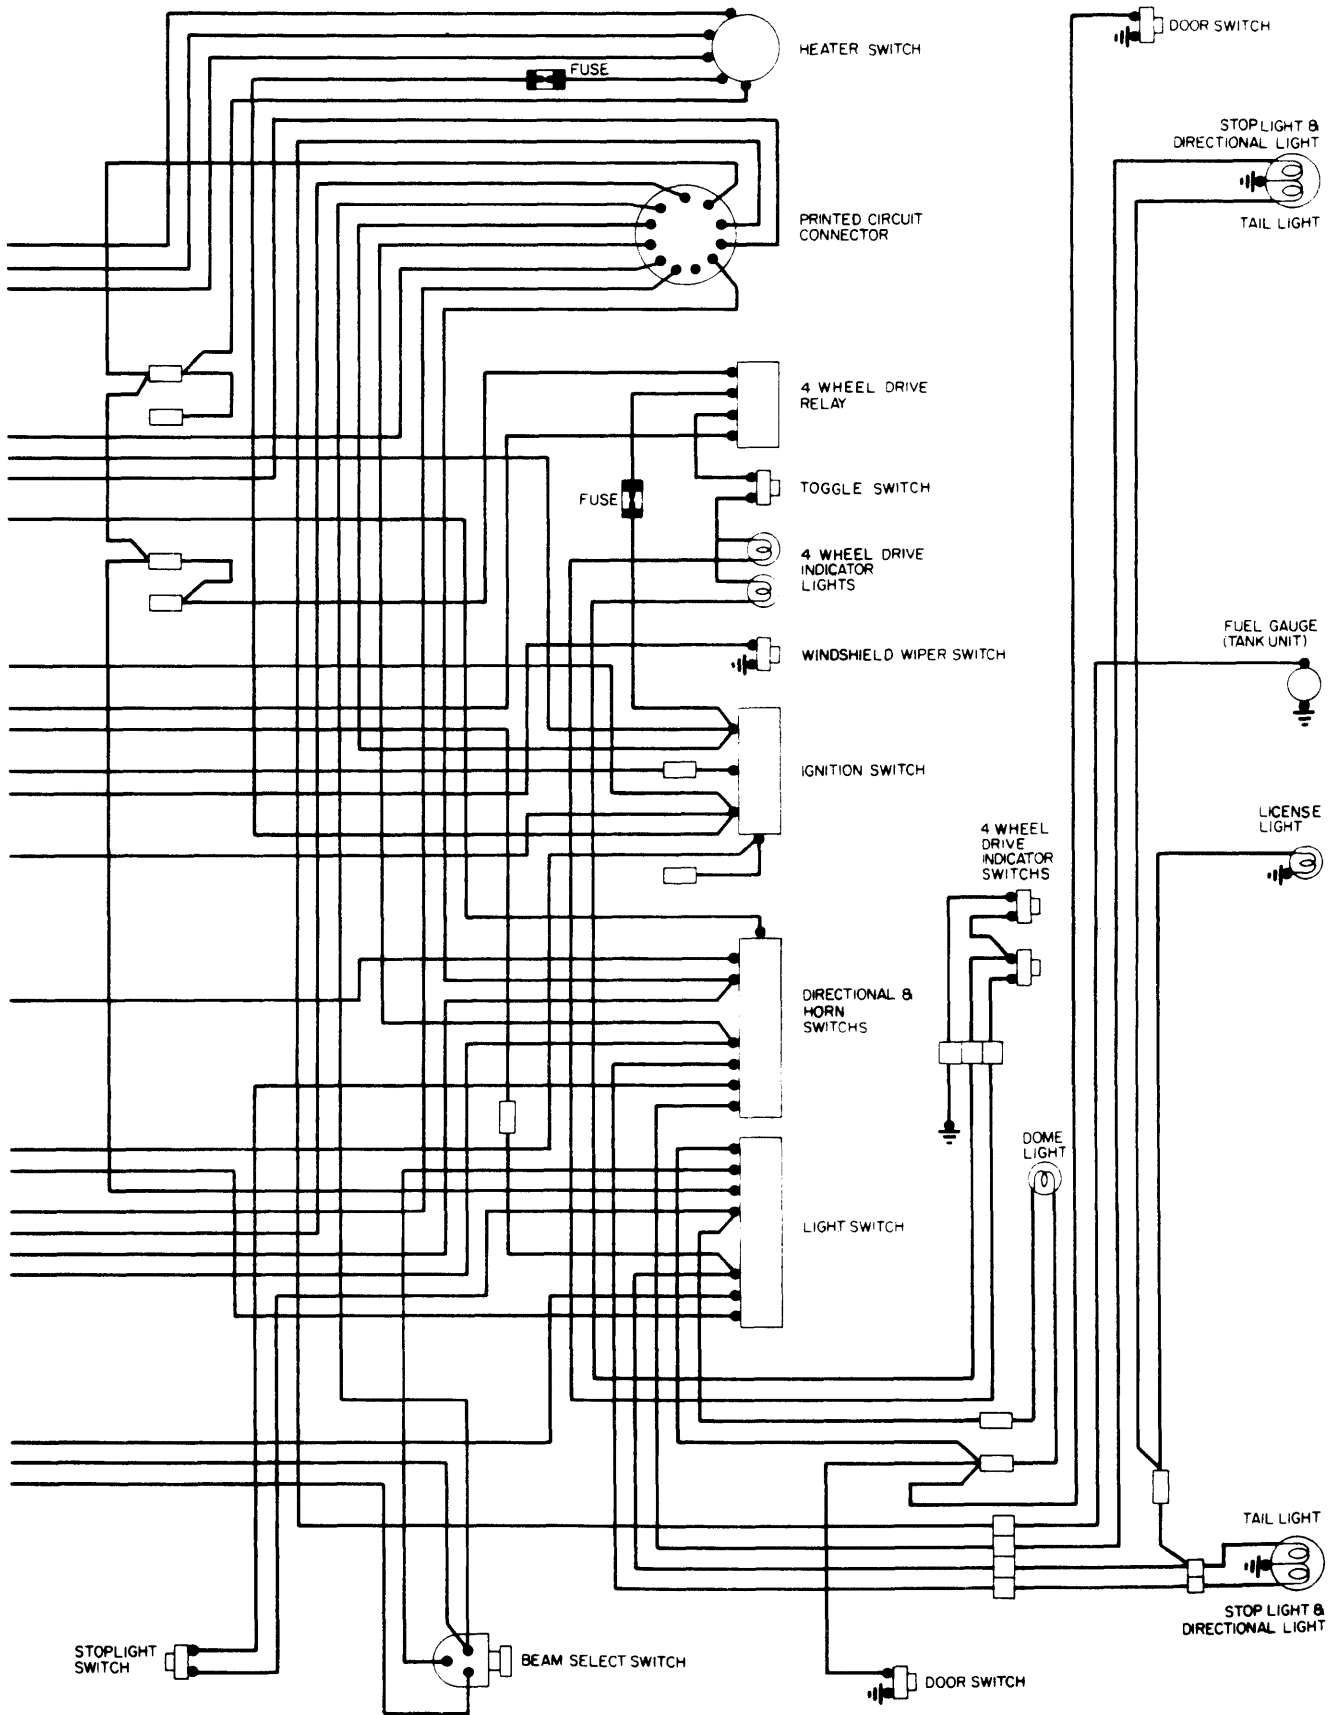 DOOR SWITCH
HEATER SWITCH
FUSE
STOP LIGHT &
DIRECTIONAL LIGHT
TAIL LIGHT
PRINTED CIRCUIT
CONNECTOR
4 WHEEL DRIVE
RELAY
TOGGLE SWITCH
FUSE
4 WHEEL DRIVE
INDICATOR
LIGHTS
FUEL GAUGE
(TANK UNIT)
WINDSHIELD WIPER SWITCH
IGNITION SWITCH
LICENSE
LIGHT
4 WHEEL
DRIVE
INDICATOR
SWITCHS
DIRECTIONAL &
HORN
SWITCHS
DOME
LIGHT
LIGHT SWITCH
TAIL LIGHT
STOP LIGHT &
DIRECTIONAL LIGHT
STOPLIGHT
SWITCH
BEAM SELECT SWITCH
DOOR SWITCH